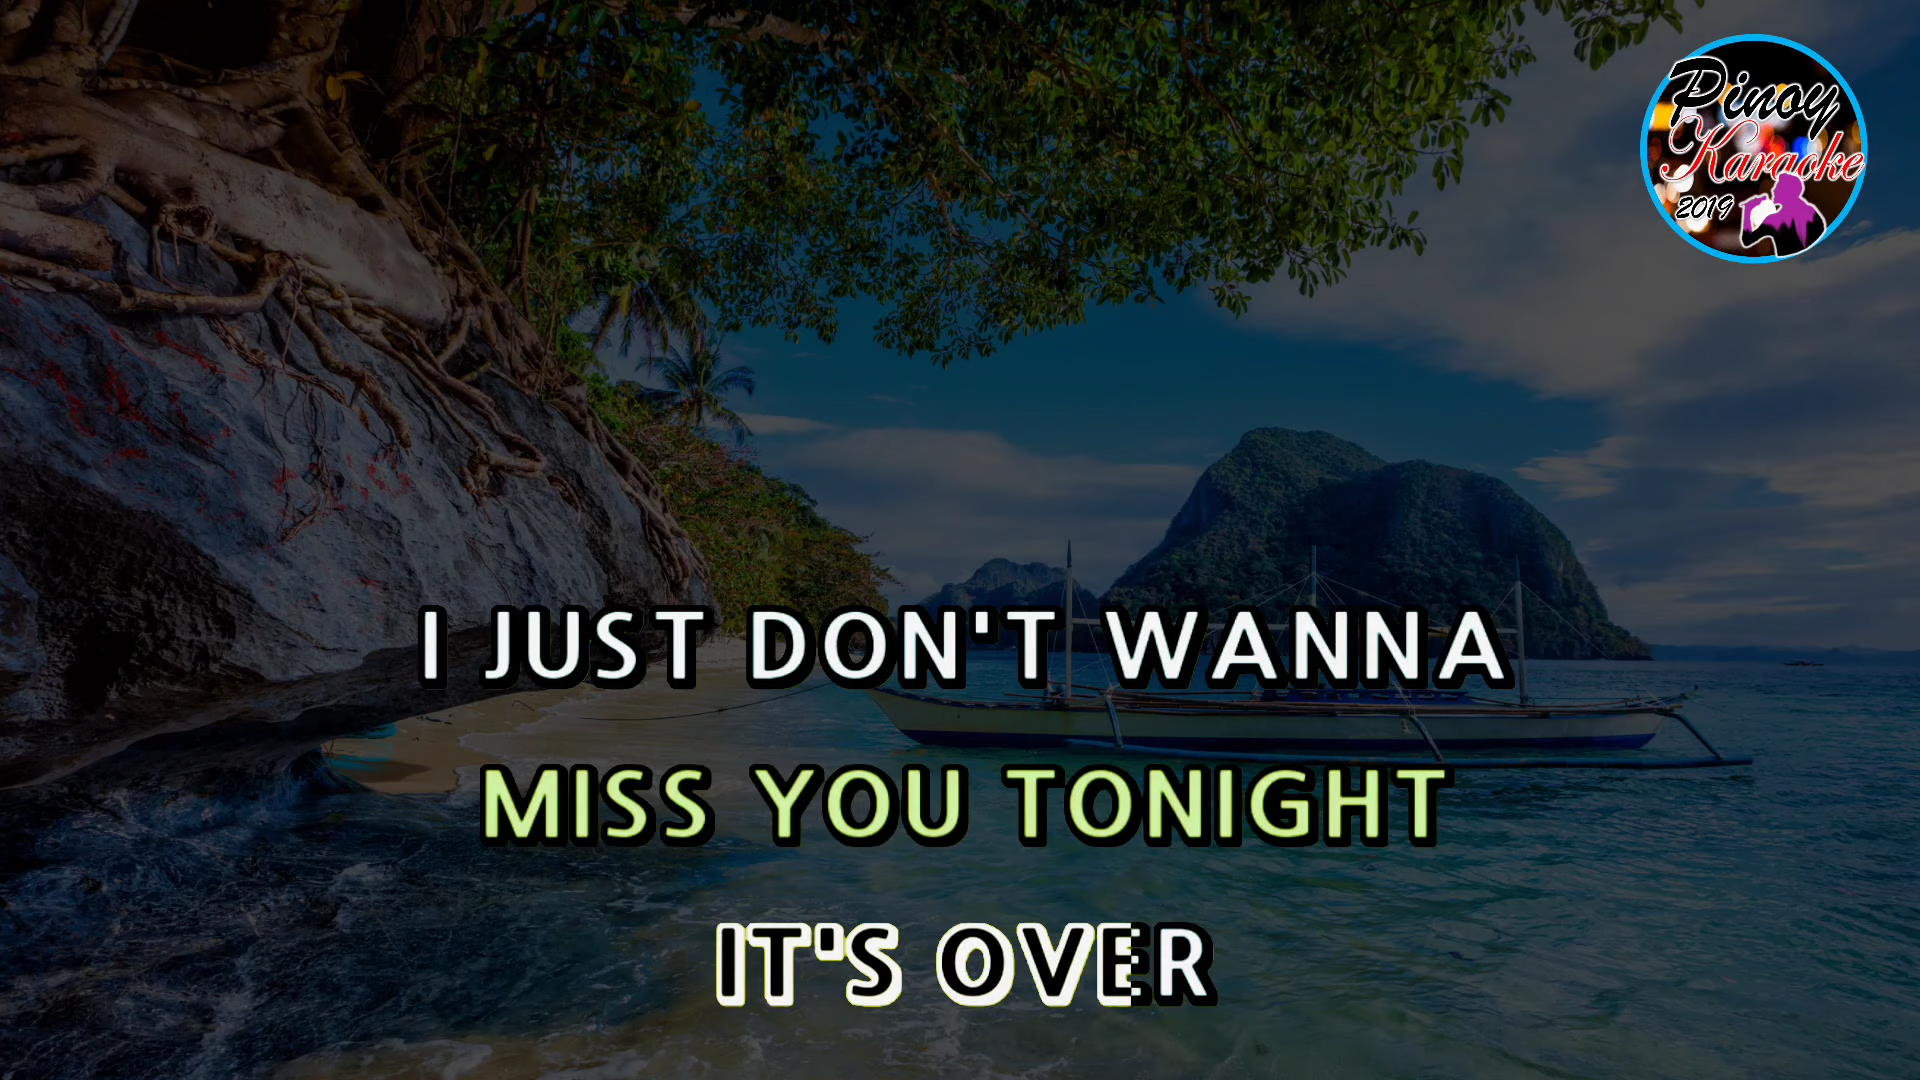 Pinoy
Karaoke
2019
I JUST DON'T WANNA
MISS YOU TONIGHT
IT'S OVER